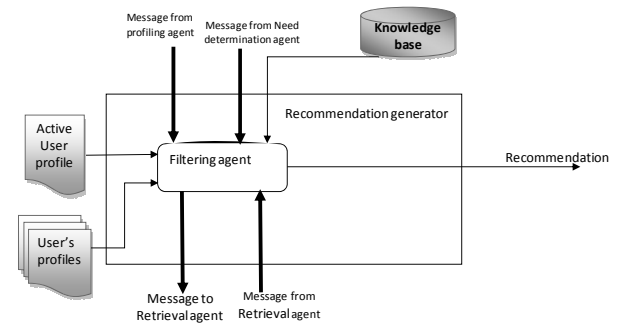 Message from
profiling agent
Message from Need
determination agent
Knowledge
base
Recommendation generator
Active
User
profile
Filtering agent
Recommendation
User's
profiles
Message to
Retrieval agent
Message from
Retrieval agent